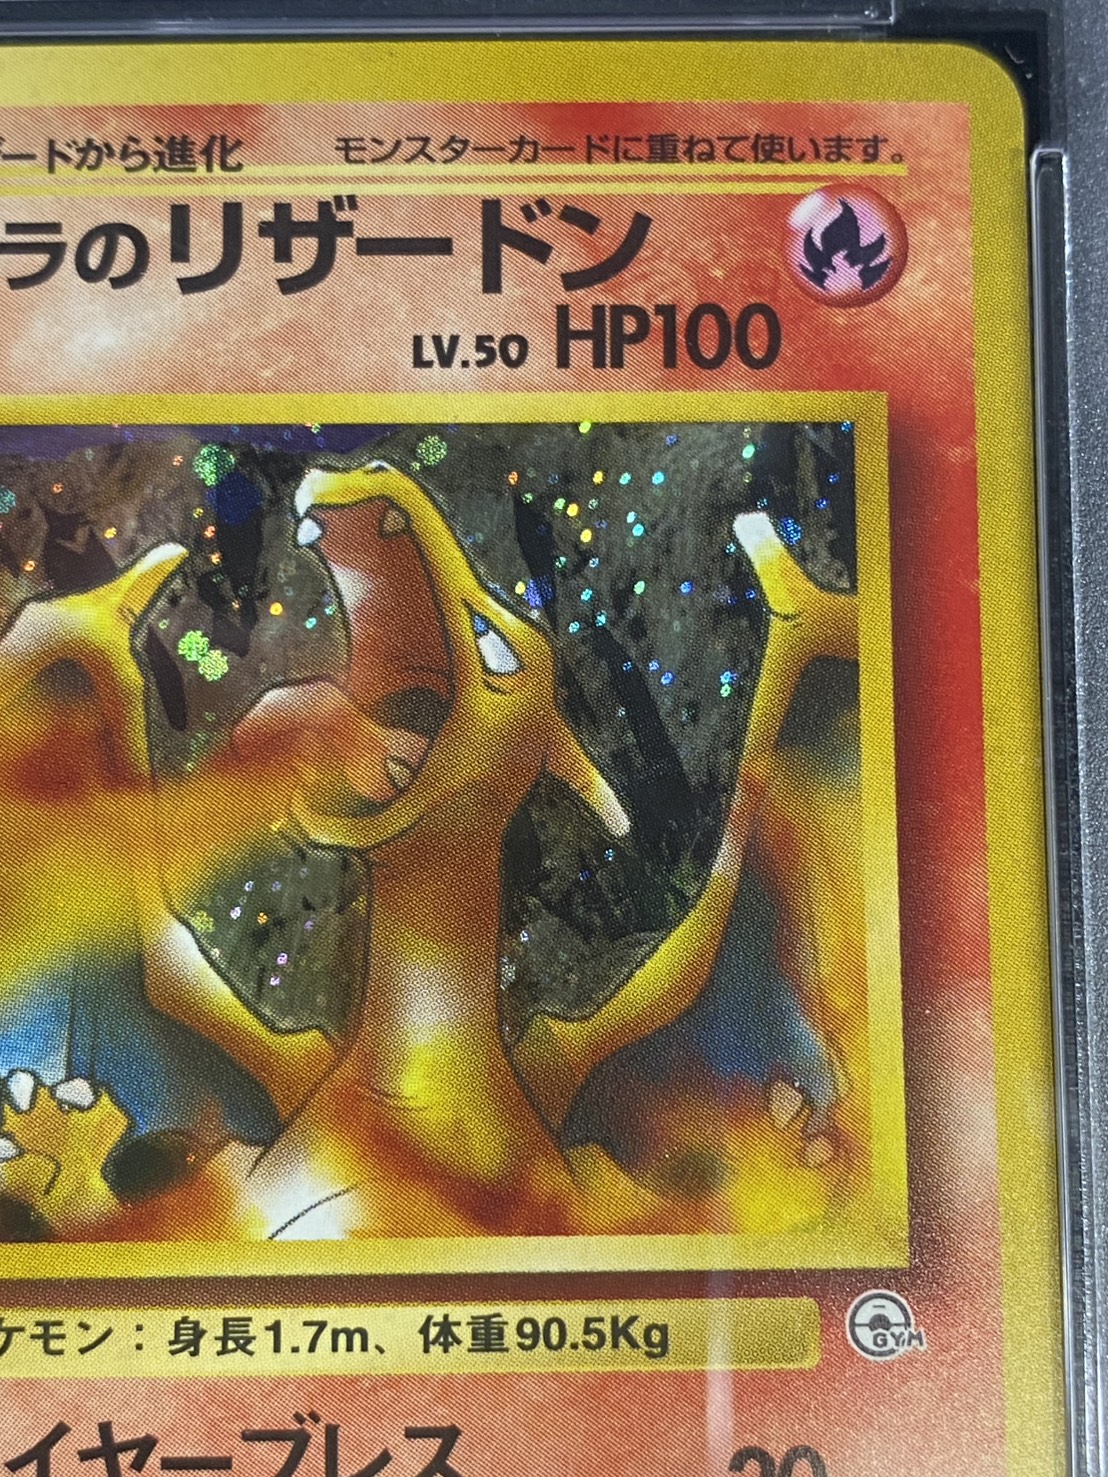 ードから進化 モンスターカードに重ねて使います。
ラのリザードン
LV.50 HP100
ケモン：身長1.7m、体重90.5Kg
GYM
イヤーブレス 20